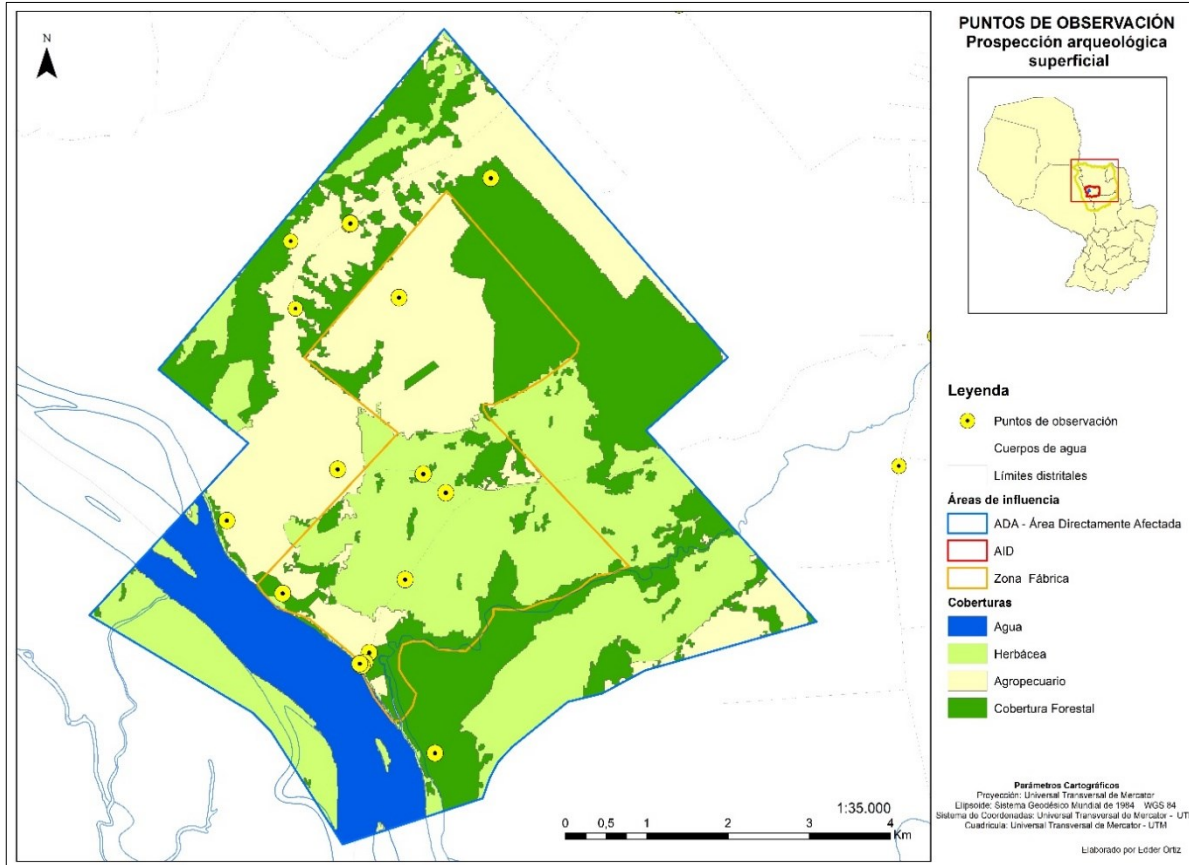 N
PUNTOS DE OBSERVACIÓN
Prospección arqueológica
superficial
Leyenda
Puntos de observación
Cuerpos de agua
Límites distritales
Áreas de influencia
ADA - Área Directamente Afectada
AID
Zona Fábrica
Coberturas
Agua
Herbácea
Agropecuario
Cobertura Forestal
1:35.000
0 0,5 1 2 3 4
Km
Parámetros Cartográficos
Proyección: Universal Transversal de Mercator
Elipsoide: Sistema Geodésico Mundial de 1984 WGS 84
Sistema de Coordenadas: Universal Transversal de Mercator - UT
Cuadrícula: Universal Transversal de Mercator - UTM
Elaborado por Edder Ortiz